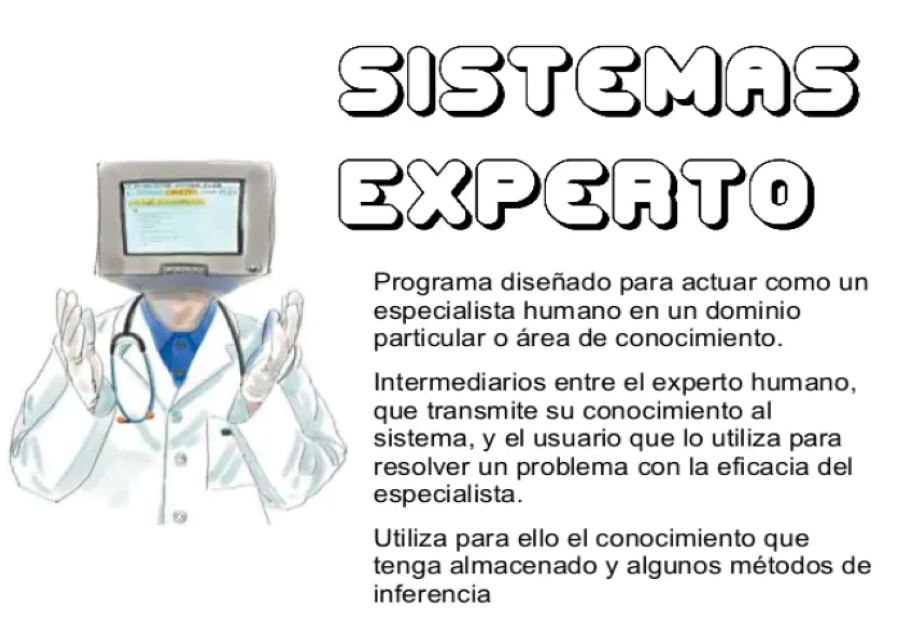 SISTEMAS
EXPERTO
Programa diseñado para actuar como un
especialista humano en un dominio
particular o área de conocimiento.
Intermediarios entre el experto humano,
que transmite su conocimiento al
sistema, y el usuario que lo utiliza para
resolver un problema con la eficacia del
especialista.
Utiliza para ello el conocimiento que
tenga almacenado y algunos métodos de
inferencia